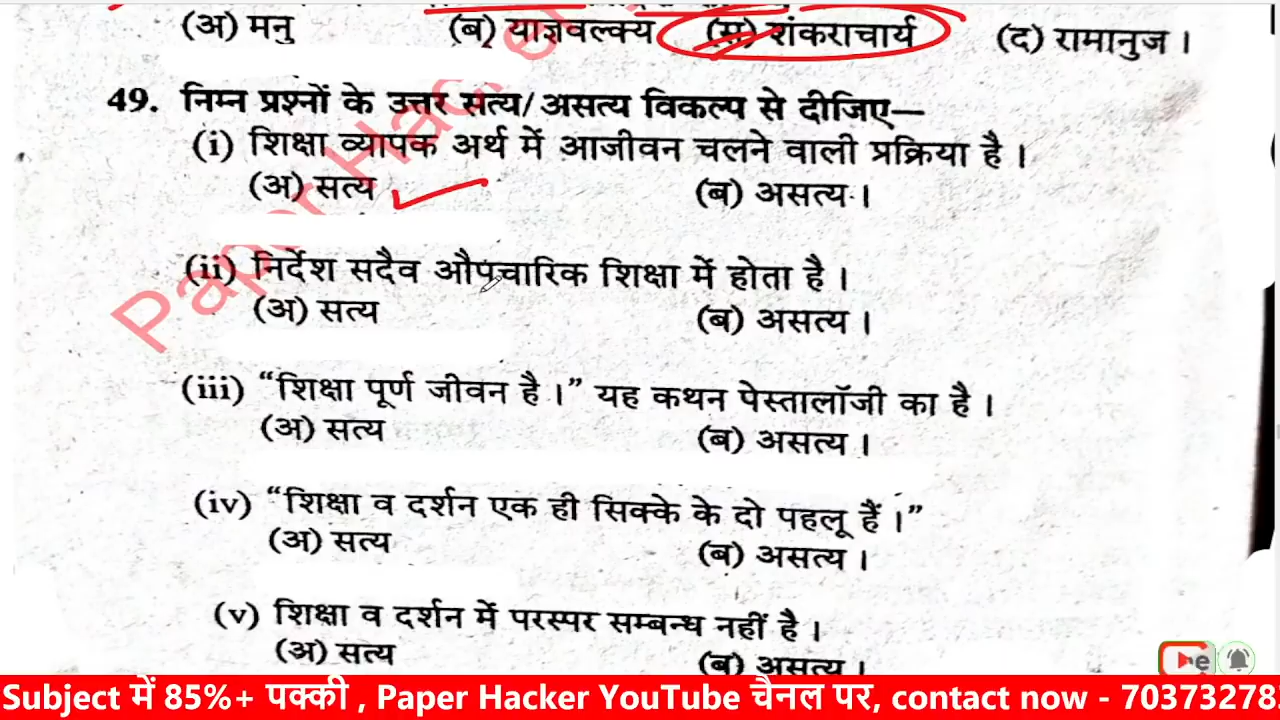 (अ) मनु (ब) याज्ञवल्क्य (स) शंकराचार्य (द) रामानुज ।
49. निम्न प्रश्नों के उत्तर सत्य/असत्य विकल्प से दीजिए—
(i) शिक्षा व्यापक अर्थ में आजीवन चलने वाली प्रक्रिया है ।
(अ) सत्य (ब) असत्य ।
(ii) निर्देश सदैव औपचारिक शिक्षा में होता है ।
(अ) सत्य (ब) असत्य ।
(iii) “शिक्षा पूर्ण जीवन है ।” यह कथन पेस्तालॉजी का है ।
(अ) सत्य (ब) असत्य ।
(iv) “शिक्षा व दर्शन एक ही सिक्के के दो पहलू हैं ।”
(अ) सत्य (ब) असत्य ।
(v) शिक्षा व दर्शन में परस्पर सम्बन्ध नहीं है ।
(अ) सत्य (ब) असत्य ।
Paper Hacker
Subject में 85%+ पक्की , Paper Hacker YouTube चैनल पर, contact now - 70373278